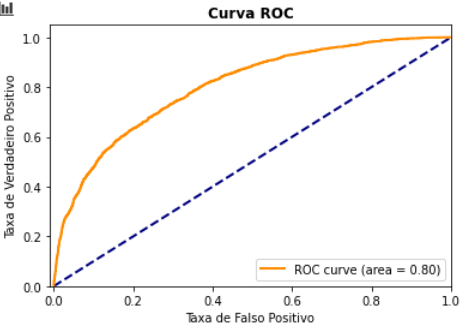 Curva ROC
Taxa de Verdadeiro Positivo
1.0
0.8
0.6
0.4
0.2
0.0
0.0 0.2 0.4 0.6 0.8 1.0
Taxa de Falso Positivo
ROC curve (area = 0.80)